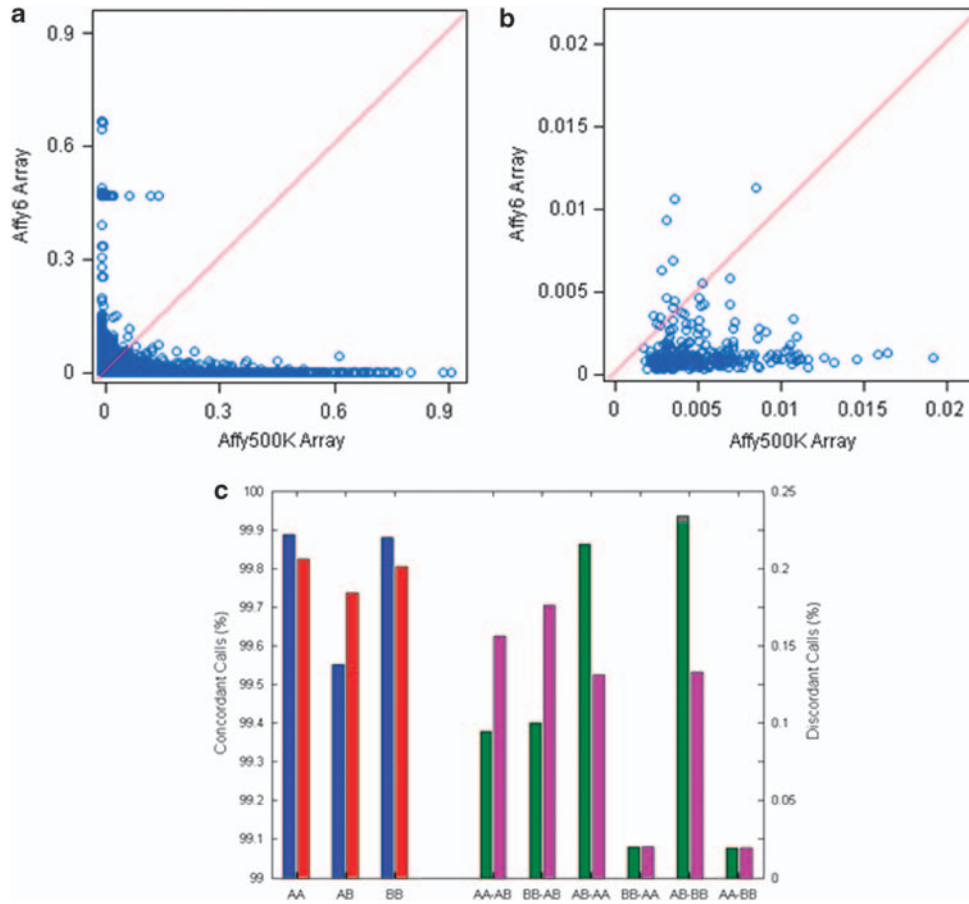 a
0.9
0.6
0.3
0
Affy6 Array
0
0.3
0.6
0.9
Affy500K Array
b
0.02
0.015
0.01
0.005
0
Affy6 Array
0
0.005
0.01
0.015
0.02
Affy500K Array
c
100
99.9
99.8
99.7
99.6
99.5
99.4
99.3
99.2
99.1
99
Concordant Calls (%)
0.25
0.2
0.15
0.1
0.05
0
Discordant Calls (%)
AA
AB
BB
AA-AB
BB-AB
AB-AA
BB-AA
AB-BB
AA-BB